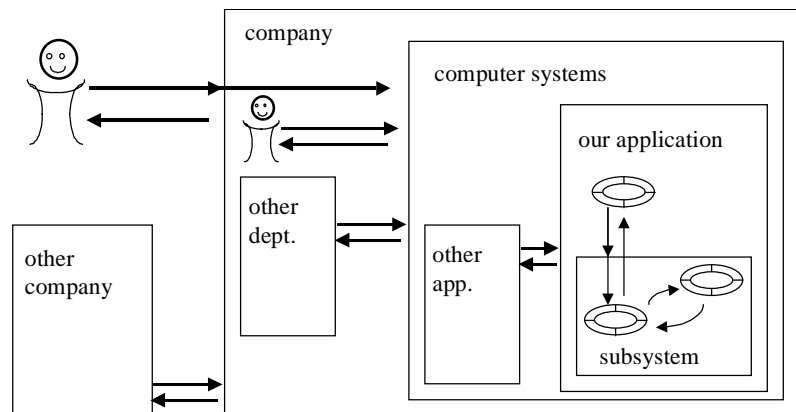 company
computer systems
our application
other
dept.
other
company
other
app.
subsystem